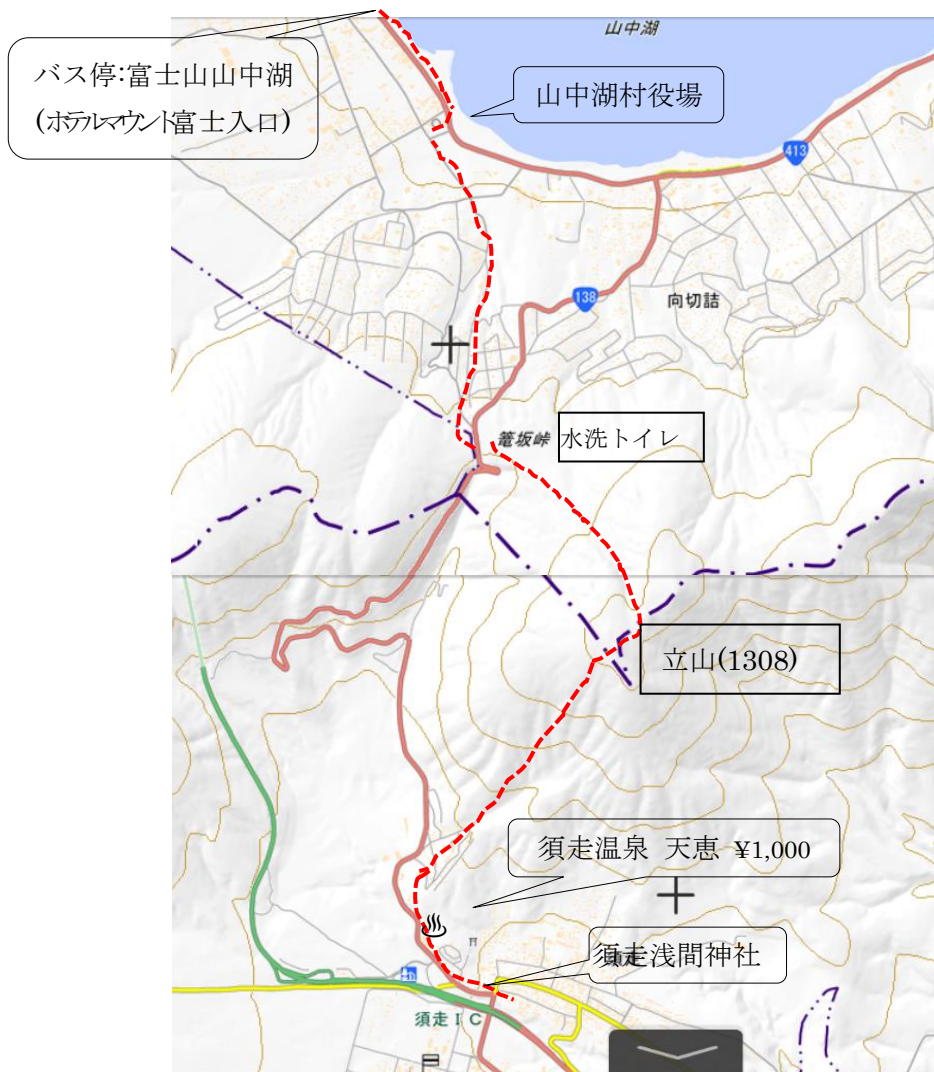 山中湖
バス停:富士山山中湖
(ホテルマウント富士入口)
山中湖村役場
413
138
向切詰
篭坂峠
水洗トイレ
立山(1308)
須走温泉 天恵 ¥1,000
須走浅間神社
須走IC